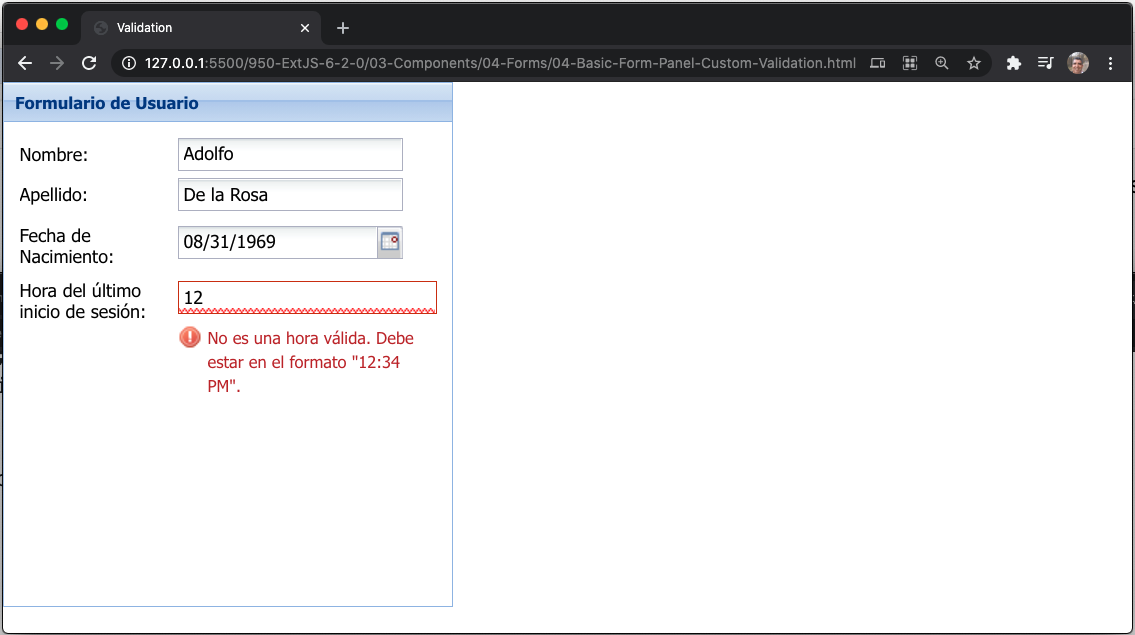 Validation
127.0.0.1:5500/950-ExtJS-6-2-0/03-Components/04-Forms/04-Basic-Form-Panel-Custom-Validation.html
Formulario de Usuario
Nombre:
Adolfo
Apellido:
De la Rosa
Fecha de
Nacimiento:
08/31/1969
Hora del último
inicio de sesión:
12
No es una hora válida. Debe
estar en el formato "12:34
PM".